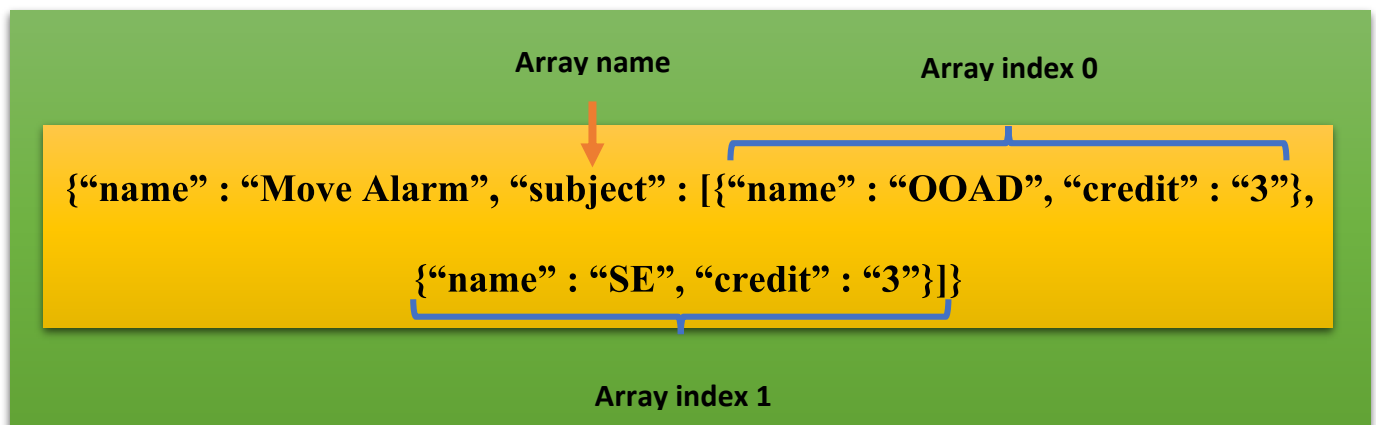 Array name
Array index 0
{“name” : “Move Alarm”, “subject” : [{“name” : “OOAD”, “credit” : “3”},
{“name” : “SE”, “credit” : “3”}]}
Array index 1